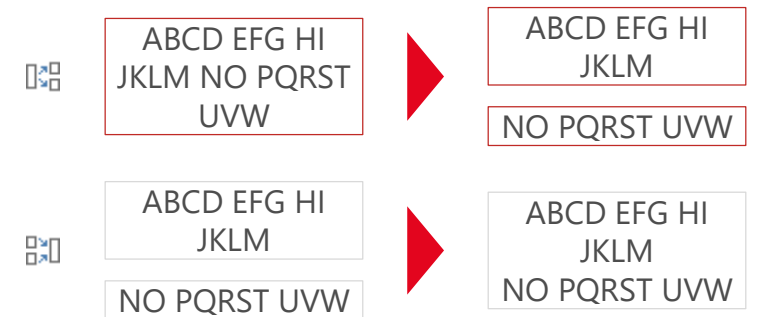 ABCD EFG HI
JKLM NO PQRST
UVW
ABCD EFG HI
JKLM
NO PQRST UVW
ABCD EFG HI
JKLM
NO PQRST UVW
ABCD EFG HI
JKLM
NO PQRST UVW